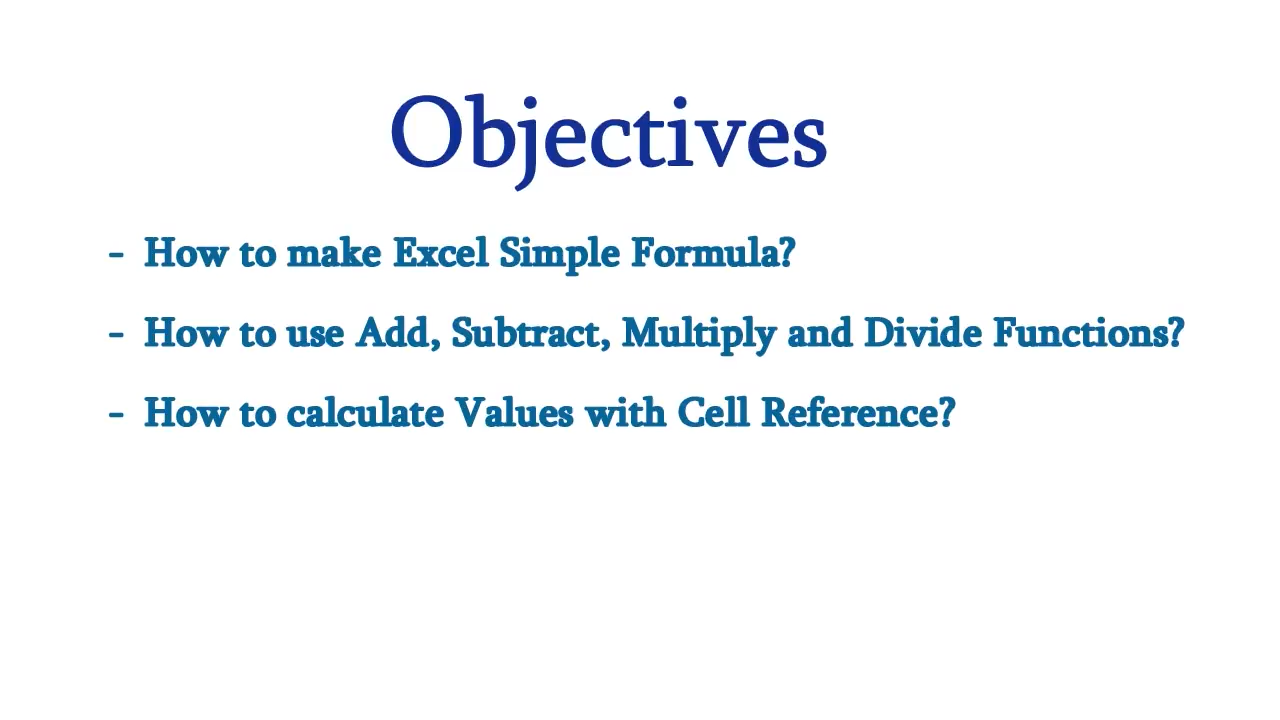 Objectives
- How to make Excel Simple Formula?
- How to use Add, Subtract, Multiply and Divide Functions?
- How to calculate Values with Cell Reference?